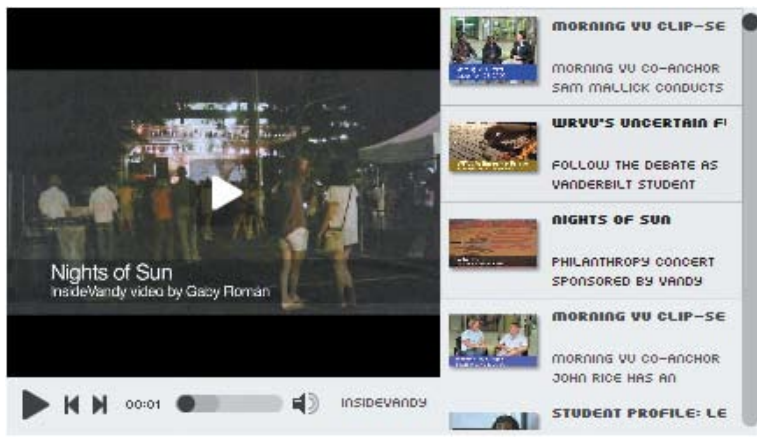 Nights of Sun
InsideVandy video by Gaby Roman
00:01
INSIDEVANDY
MORNING VU CLIP-SE
MORNING VU CO-ANCHOR
SAM MALLICK CONDUCTS
WRVU'S UNCERTAIN F
FOLLOW THE DEBATE AS
VANDERBILT STUDENT
NIGHTS OF SUN
PHILANTHROPY CONCERT
SPONSORED BY VANDY
MORNING VU CLIP-SE
MORNING VU CO-ANCHOR
JOHN RICE HAS AN
STUDENT PROFILE: LE